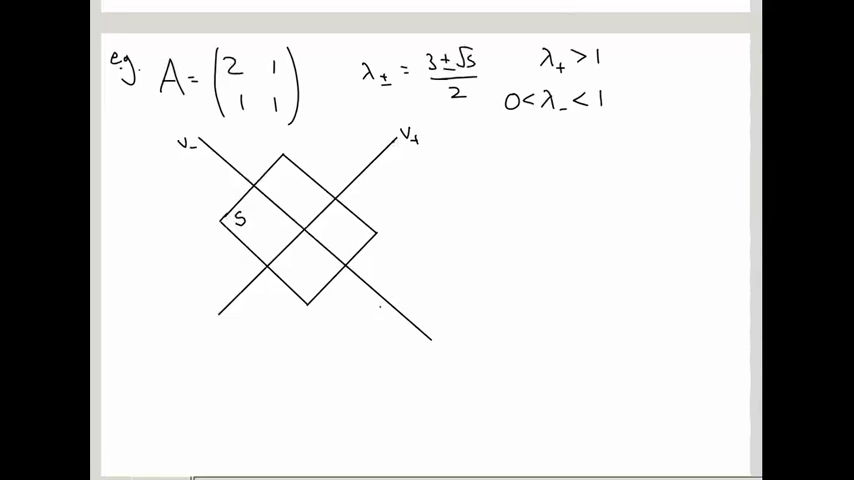 e.g. A = (2 1 λ± = 3±√5 λ+ > 1
1 1) 2 0 < λ- < 1
v- v+
S